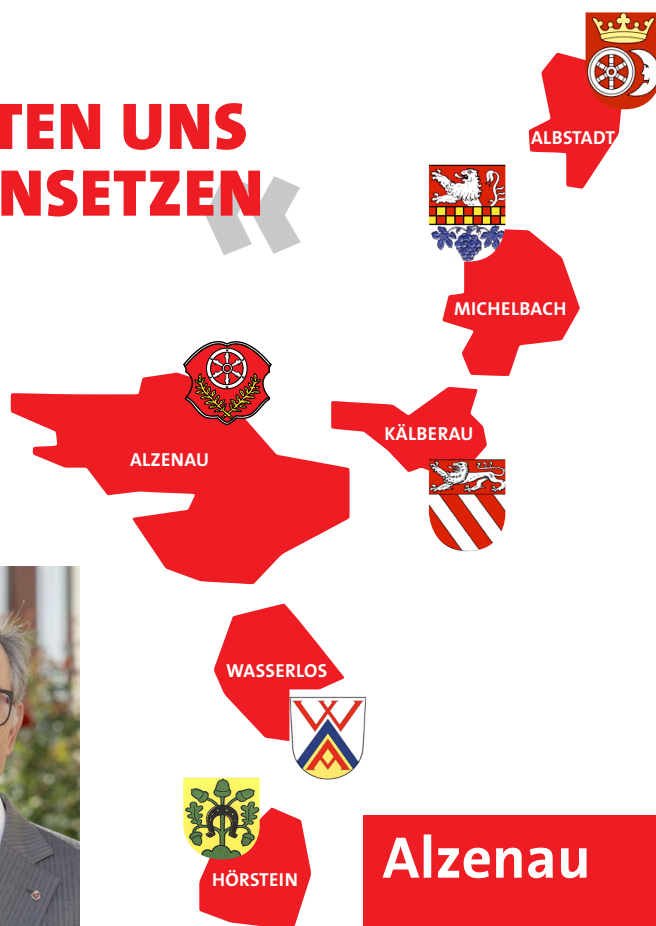 TEN UNS
NSETZEN
«
ALBSTADT
MICHELBACH
KÄLBERAU
ALZENAU
WASSERLOS
HÖRSTEIN
Alzenau